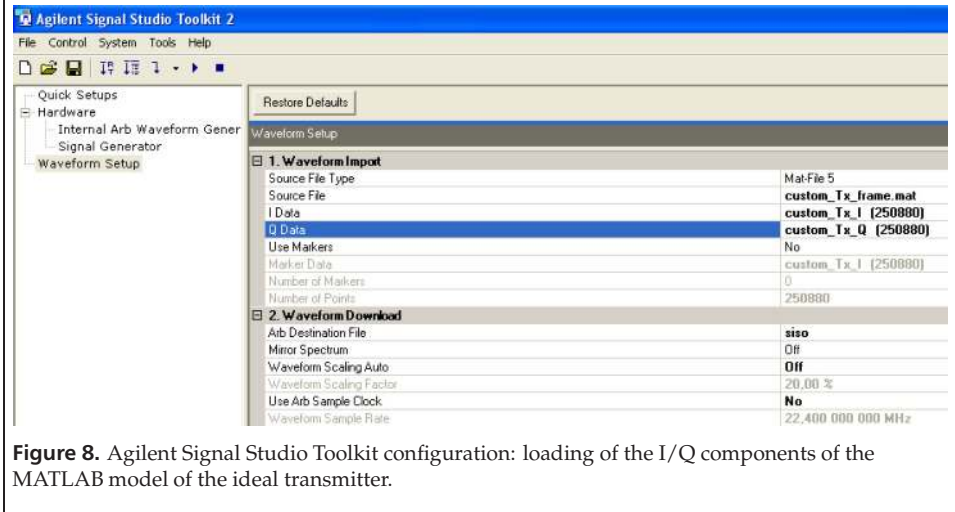 Agilent Signal Studio Toolkit 2
File Control System Tools Help
Quick Setups
Hardware
Internal Arb Waveform Gener
Signal Generator
Waveform Setup
Restore Defaults
Waveform Setup
1. Waveform Import
Source File Type Mat-File 5
Source File custom_Tx_frame.mat
I Data custom_Tx_I (250880)
Q Data custom_Tx_Q (250880)
Use Markers No
Marker Data custom_Tx_I (250880)
Number of Markers 0
Number of Points 250880
2. Waveform Download
Arb Destination File siso
Mirror Spectrum Off
Waveform Scaling Auto Off
Waveform Scaling Factor 20,00 %
Use Arb Sample Clock No
Waveform Sample Rate 22,400 000 000 MHz
Figure 8. Agilent Signal Studio Toolkit configuration: loading of the I/Q components of the
MATLAB model of the ideal transmitter.